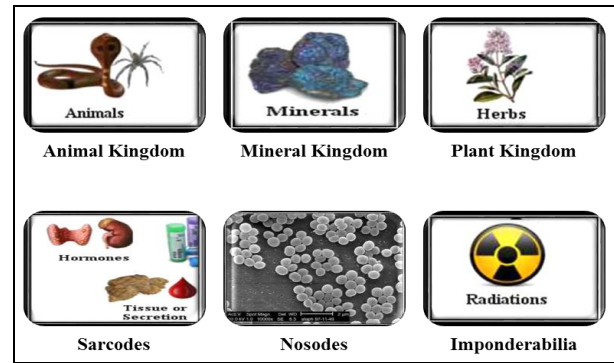 Animals
Minerals
Herbs
Animal Kingdom
Mineral Kingdom
Plant Kingdom
Hormones
Tissue or
Secretion
Radiations
Sarcodes
Nosodes
Imponderabilia